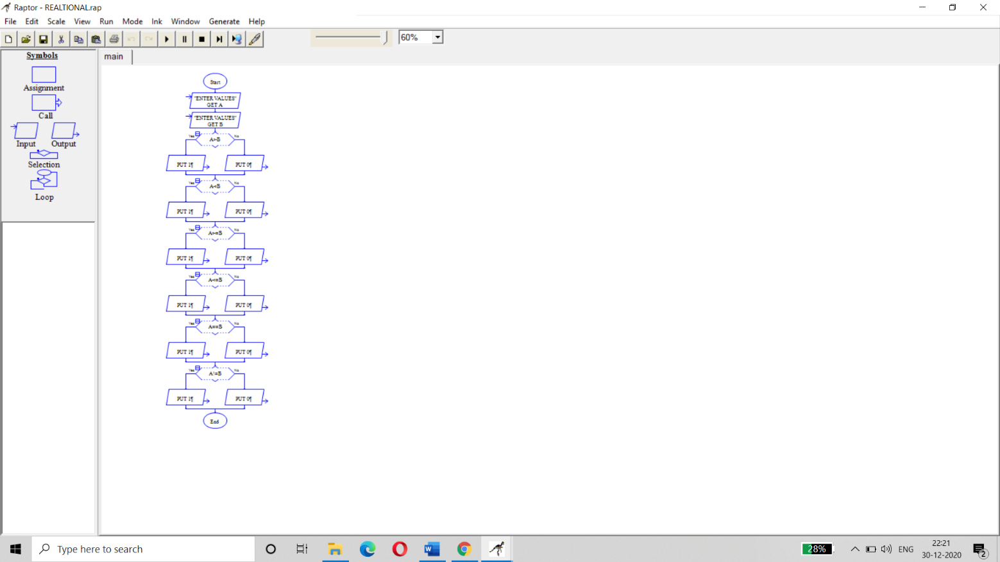 Raptor - REALTIONAL.rap
File Edit Scale View Run Mode Ink Window Generate Help
60%
Symbols
main
Assignment
Call
Input Output
Selection
Loop
Start
"ENTER VALUES"
GET A
"ENTER VALUES"
GET B
Yes A>B No
PUT 1¶ PUT 0¶
Yes A<B No
PUT 1¶ PUT 0¶
Yes A>=B No
PUT 1¶ PUT 0¶
Yes A<=B No
PUT 1¶ PUT 0¶
Yes A==B No
PUT 1¶ PUT 0¶
Yes A!=B No
PUT 1¶ PUT 0¶
End
Type here to search
28%
ENG
22:21
30-12-2020
2